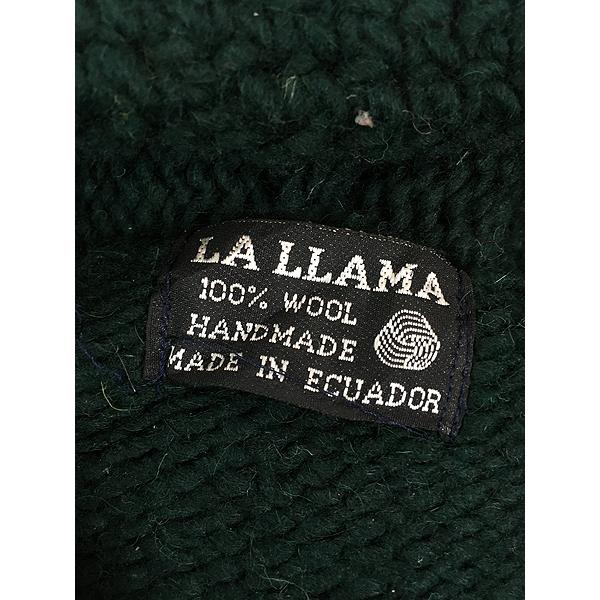 LA LLAMA
100% WOOL
HANDMADE
MADE IN ECUADOR